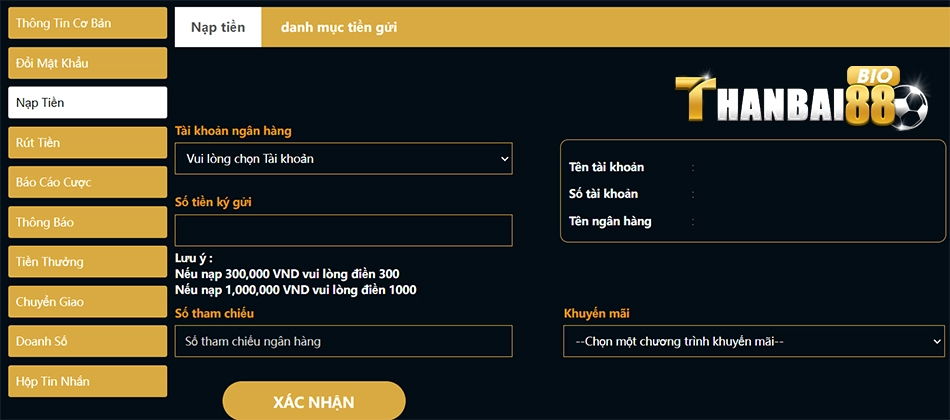 Thông Tin Cơ Bản
Đổi Mật Khẩu
Nạp Tiền
Rút Tiền
Báo Cáo Cược
Thông Báo
Tiền Thưởng
Chuyển Giao
Doanh Số
Hộp Tin Nhắn
Nạp tiền
danh mục tiền gửi
THANBAI88
BIO
Tài khoản ngân hàng
Vui lòng chọn Tài khoản
Số tiền ký gửi
Lưu ý :
Nếu nạp 300,000 VND vui lòng điền 300
Nếu nạp 1,000,000 VND vui lòng điền 1000
Số tham chiếu
Số tham chiếu ngân hàng
Tên tài khoản :
Số tài khoản :
Tên ngân hàng :
Khuyến mãi
--Chọn một chương trình khuyến mãi--
XÁC NHẬN